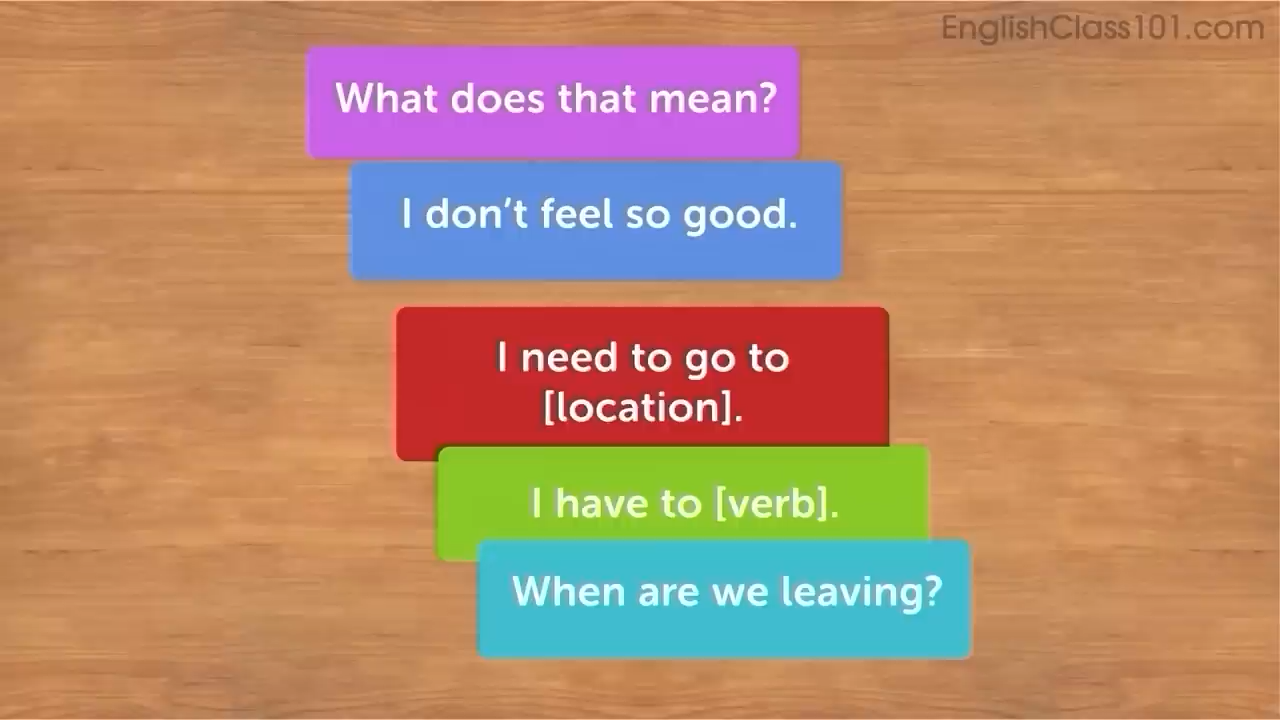 EnglishClass101.com
What does that mean?
I don’t feel so good.
I need to go to
[location].
I have to [verb].
When are we leaving?